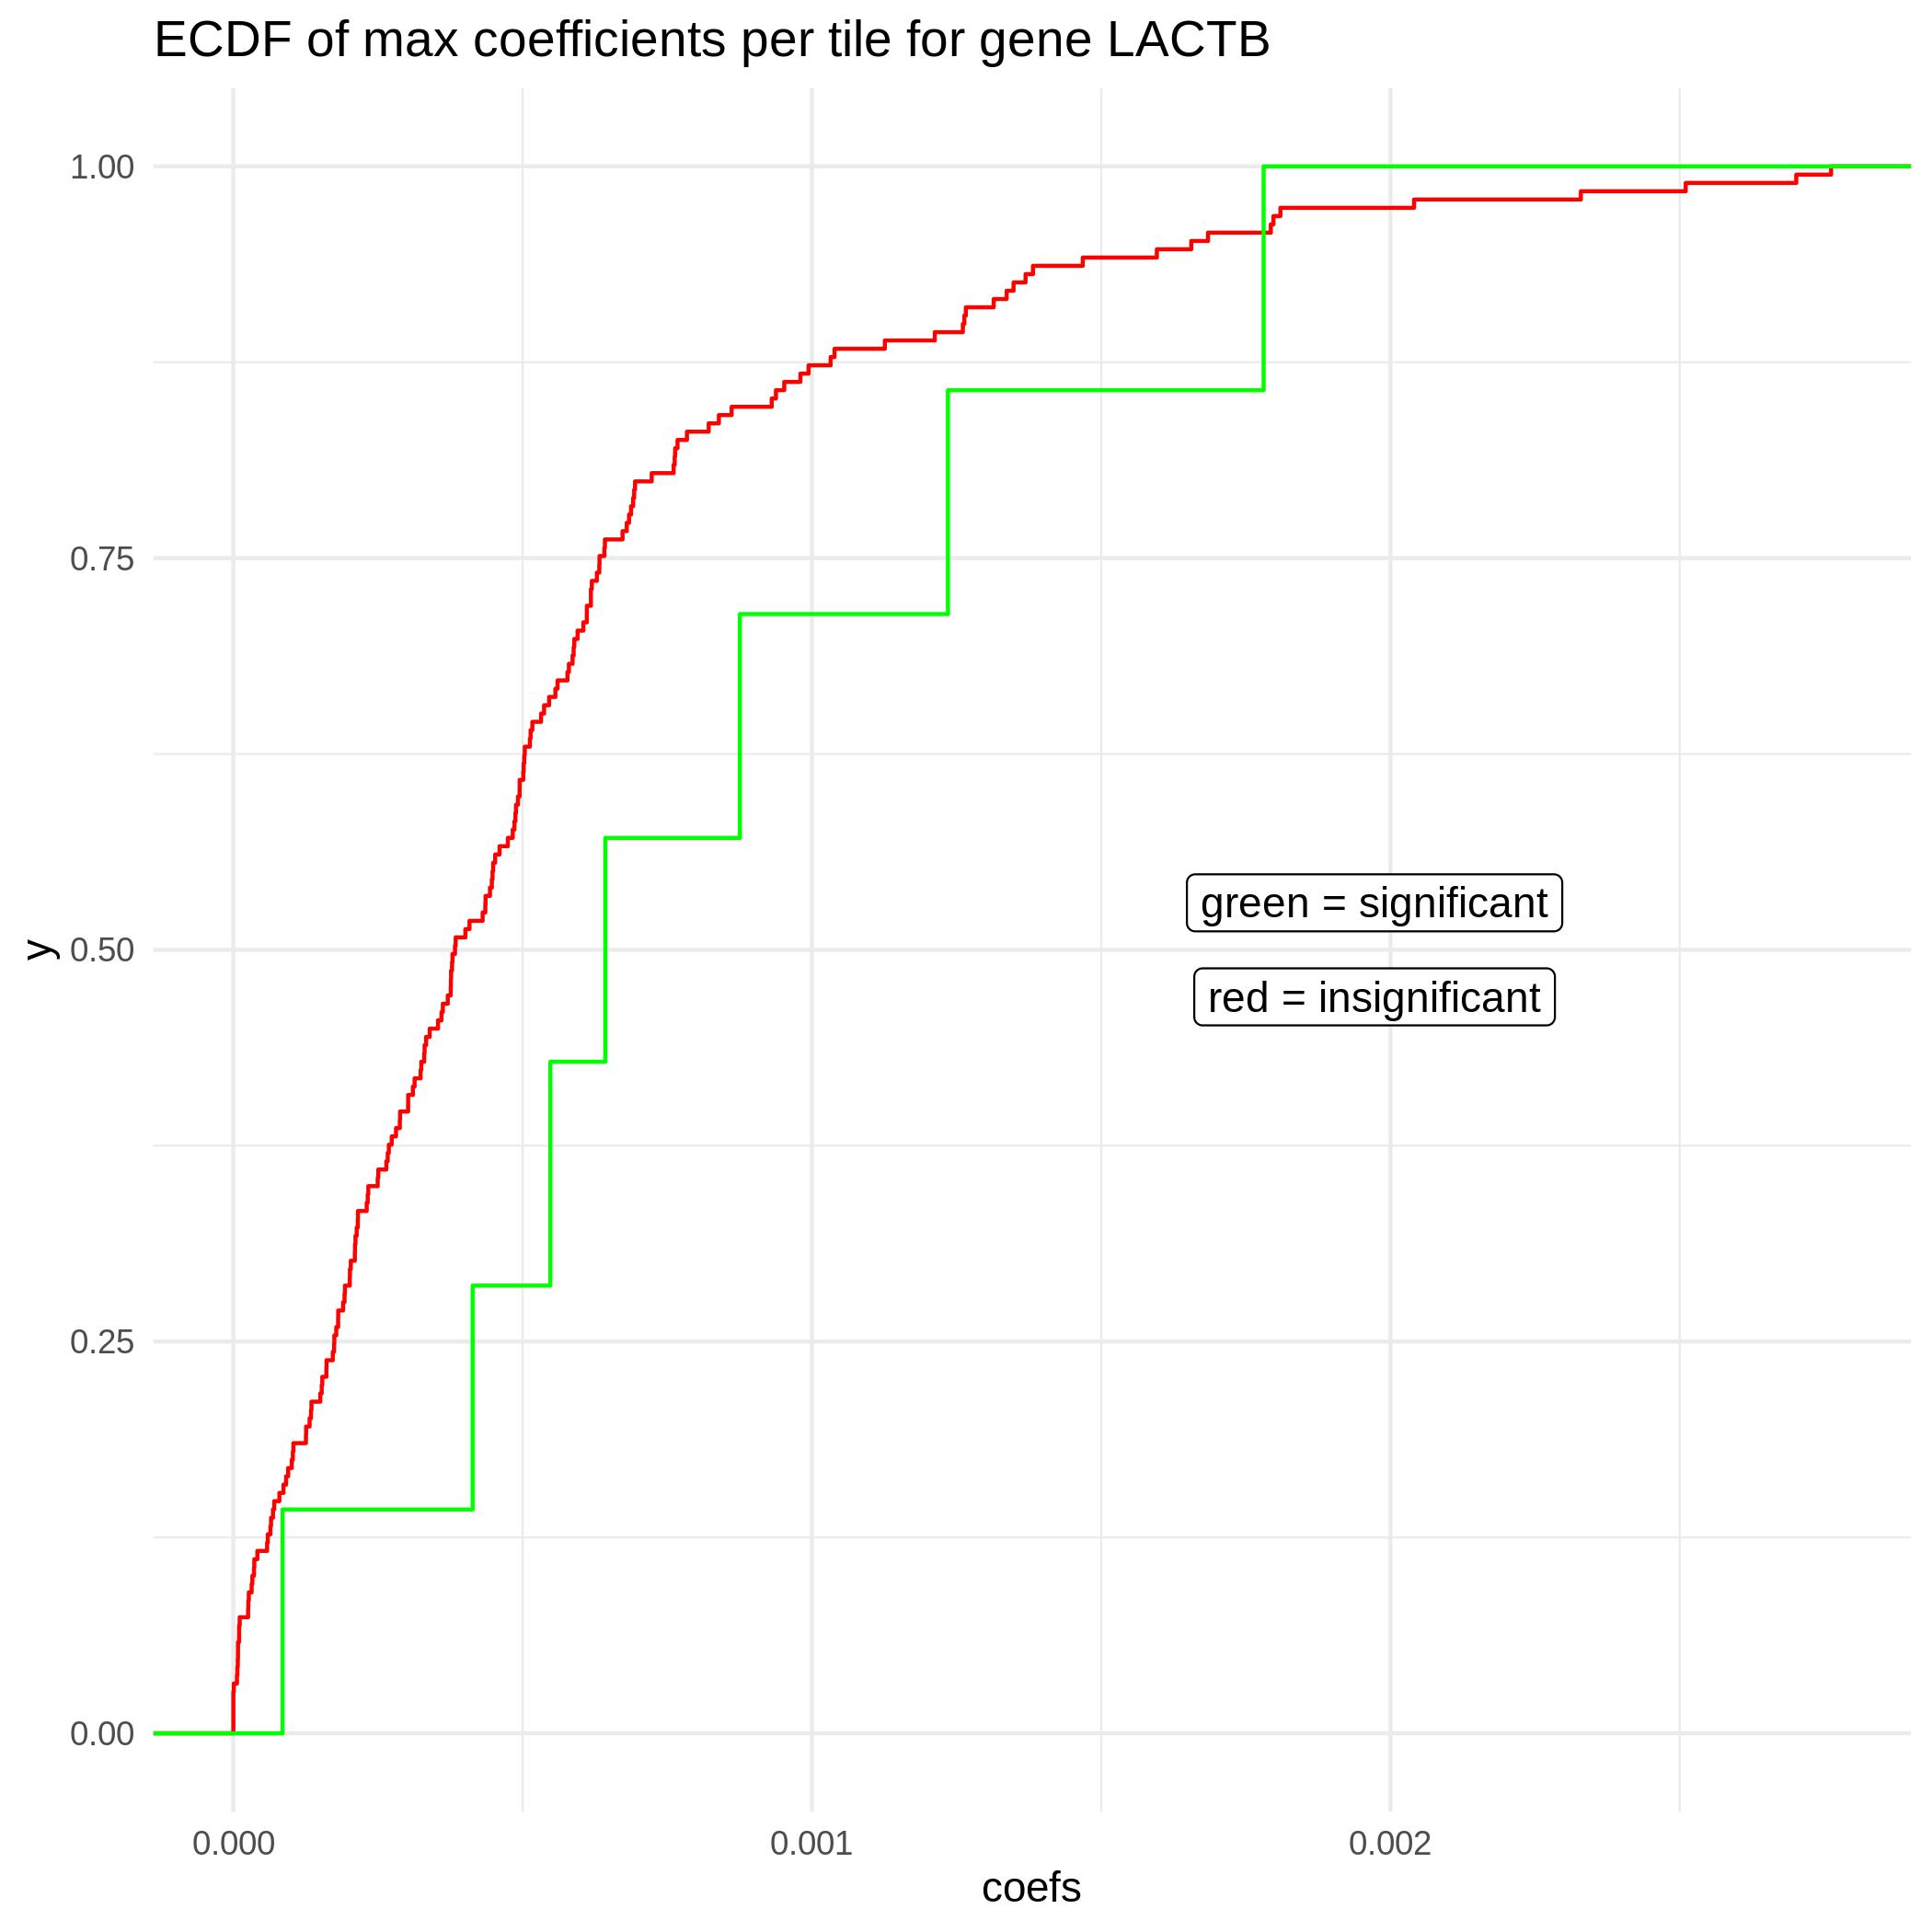 ECDF of max coefficients per tile for gene LACTB
1.00
0.75
0.50
0.25
0.00
y
green = significant
red = insignificant
0.000
0.001
0.002
coefs